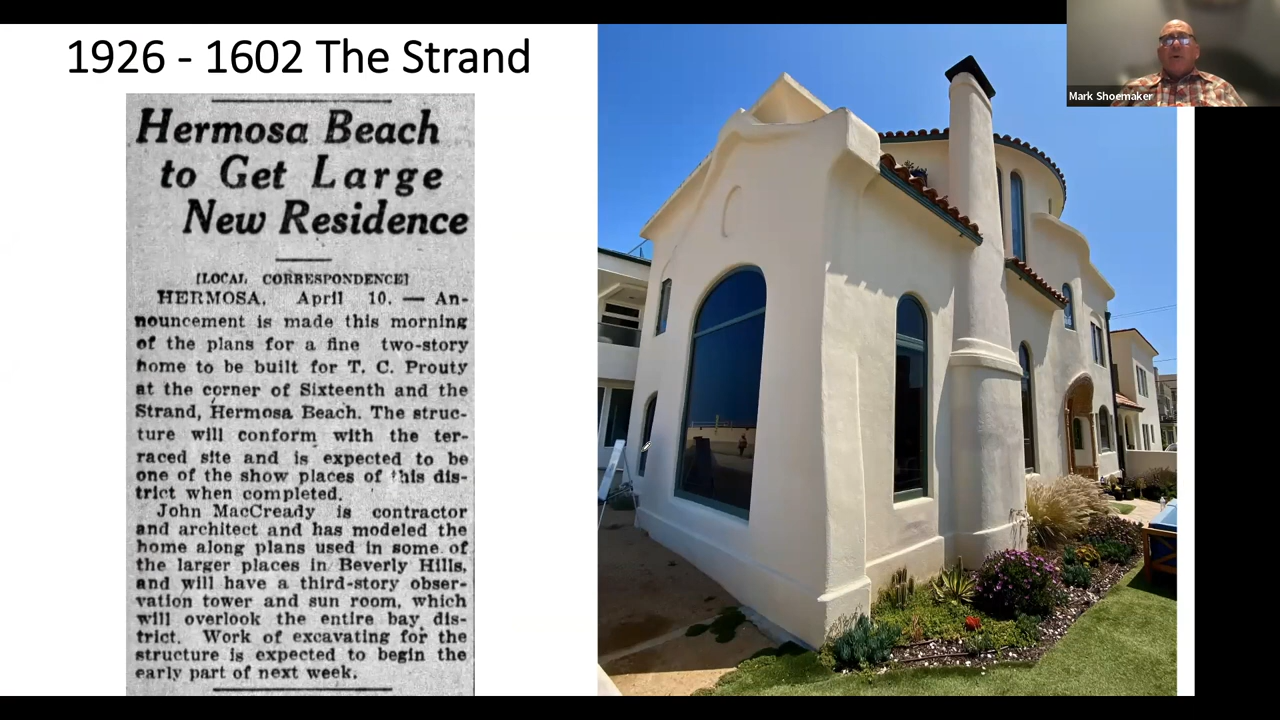 1926 - 1602 The Strand
Hermosa Beach
to Get Large
New Residence
[LOCAL CORRESPONDENCE]
HERMOSA, April 10. — An-
nouncement is made this morning
of the plans for a fine two-story
home to be built for T. C. Prouty
at the corner of Sixteenth and the
Strand, Hermosa Beach. The struc-
ture will conform with the ter-
raced site and is expected to be
one of the show places of this dis-
trict when completed.
John MacCready is contractor
and architect and has modeled the
home along plans used in some of
the larger places in Beverly Hills,
and will have a third-story obser-
vation tower and sun room, which
will overlook the entire bay dis-
trict. Work of excavating for the
structure is expected to begin the
early part of next week.
Mark Shoemaker